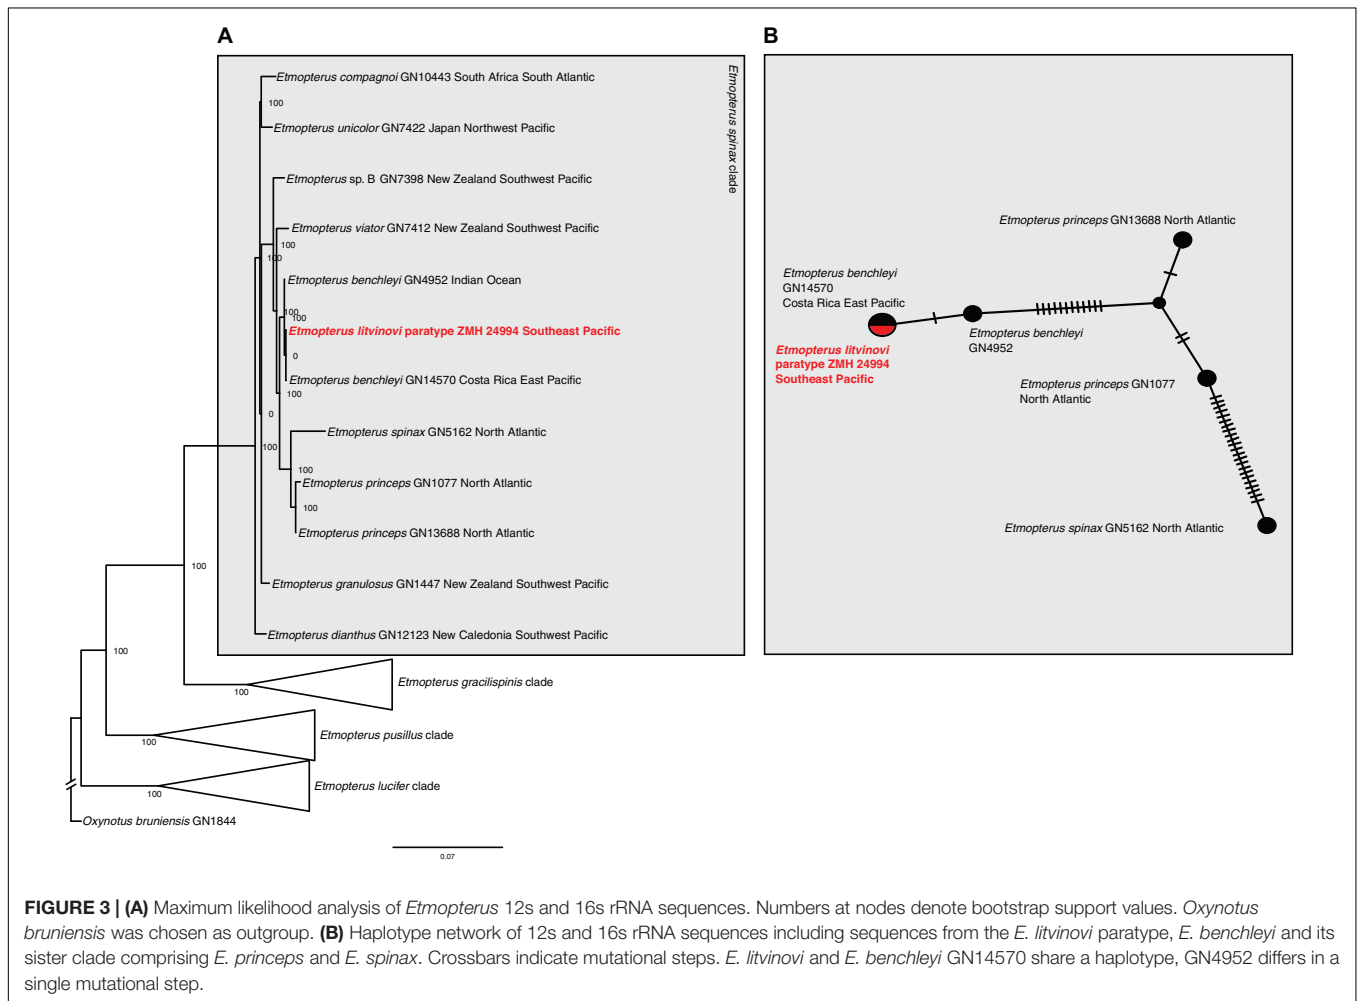 A
Etmopterus compagnoi GN10443 South Africa South Atlantic
100
Etmopterus unicolor GN7422 Japan Northwest Pacific
Etmopterus sp. B GN7398 New Zealand Southwest Pacific
Etmopterus viator GN7412 New Zealand Southwest Pacific
100
100
Etmopterus benchleyi GN4952 Indian Ocean
100
100
Etmopterus litvinovi paratype ZMH 24994 Southeast Pacific
0
Etmopterus benchleyi GN14570 Costa Rica East Pacific
100
0
Etmopterus spinax GN5162 North Atlantic
100
100
Etmopterus princeps GN1077 North Atlantic
100
Etmopterus princeps GN13688 North Atlantic
100
Etmopterus granulosus GN1447 New Zealand Southwest Pacific
Etmopterus dianthus GN12123 New Caledonia Southwest Pacific
Etmopterus spinax clade
100
Etmopterus gracilispinis clade
100
Etmopterus pusillus clade
100
Etmopterus lucifer clade
100
Oxynotus bruniensis GN1844
0.07
B
Etmopterus princeps GN13688 North Atlantic
Etmopterus benchleyi
GN14570
Costa Rica East Pacific
Etmopterus benchleyi
GN4952
Etmopterus litvinovi
paratype ZMH 24994
Southeast Pacific
Etmopterus princeps GN1077
North Atlantic
Etmopterus spinax GN5162 North Atlantic
FIGURE 3 | (A) Maximum likelihood analysis of Etmopterus 12s and 16s rRNA sequences. Numbers at nodes denote bootstrap support values. Oxynotus
bruniensis was chosen as outgroup. (B) Haplotype network of 12s and 16s rRNA sequences including sequences from the E. litvinovi paratype, E. benchleyi and its
sister clade comprising E. princeps and E. spinax. Crossbars indicate mutational steps. E. litvinovi and E. benchleyi GN14570 share a haplotype, GN4952 differs in a
single mutational step.